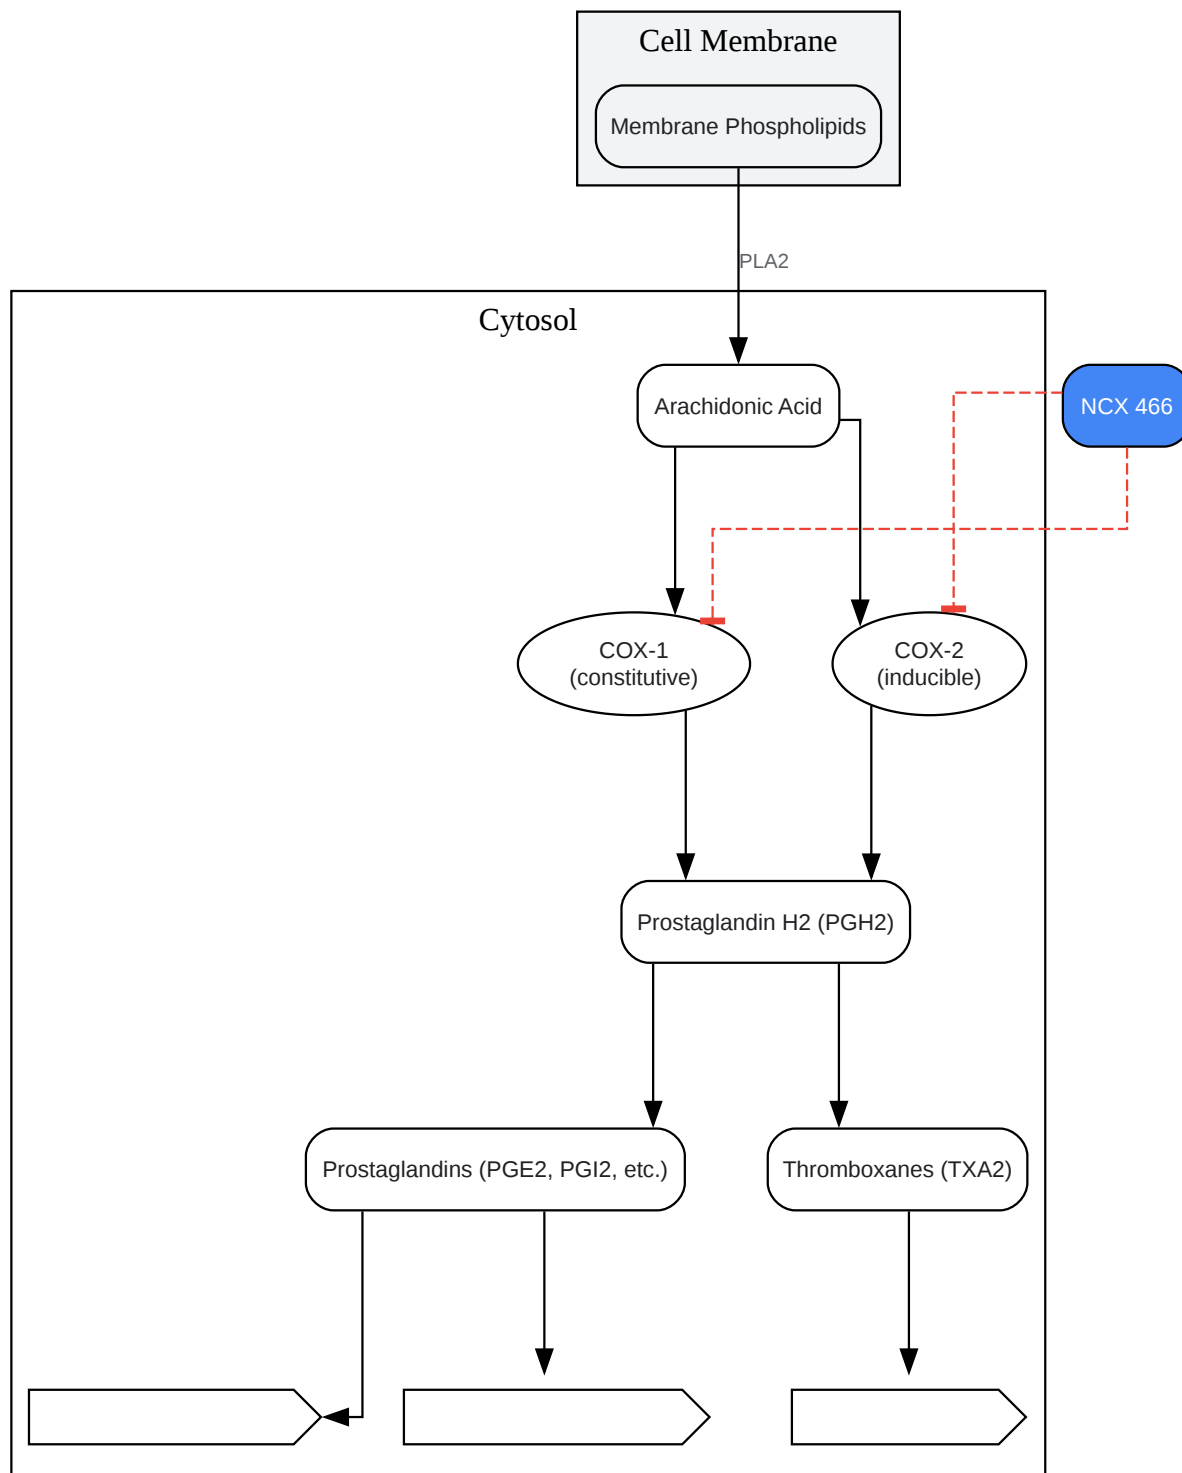 Cell Membrane
Membrane Phospholipids
PLA2
Cytosol
Arachidonic Acid
NCX 466
COX-1
(constitutive)
COX-2
(inducible)
Prostaglandin H2 (PGH2)
Prostaglandins (PGE2, PGI2, etc.)
Thromboxanes (TXA2)